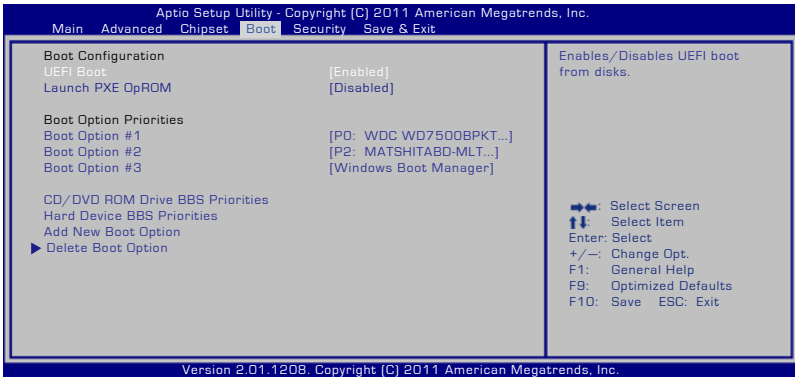 Aptio Setup Utility - Copyright (C) 2011 American Megatrends, Inc.
Main Advanced Chipset Boot Security Save & Exit
Boot Configuration
UEFI Boot [Enabled]
Launch PXE OpROM [Disabled]
Boot Option Priorities
Boot Option #1 [P0: WDC WD7500BPKT...]
Boot Option #2 [P2: MATSHITABD-MLT...]
Boot Option #3 [Windows Boot Manager]
CD/DVD ROM Drive BBS Priorities
Hard Device BBS Priorities
Add New Boot Option
Delete Boot Option
Enables/Disables UEFI boot
from disks.
→←: Select Screen
↑↓: Select Item
Enter: Select
+/—: Change Opt.
F1: General Help
F9: Optimized Defaults
F10: Save ESC: Exit
Version 2.01.1208. Copyright (C) 2011 American Megatrends, Inc.